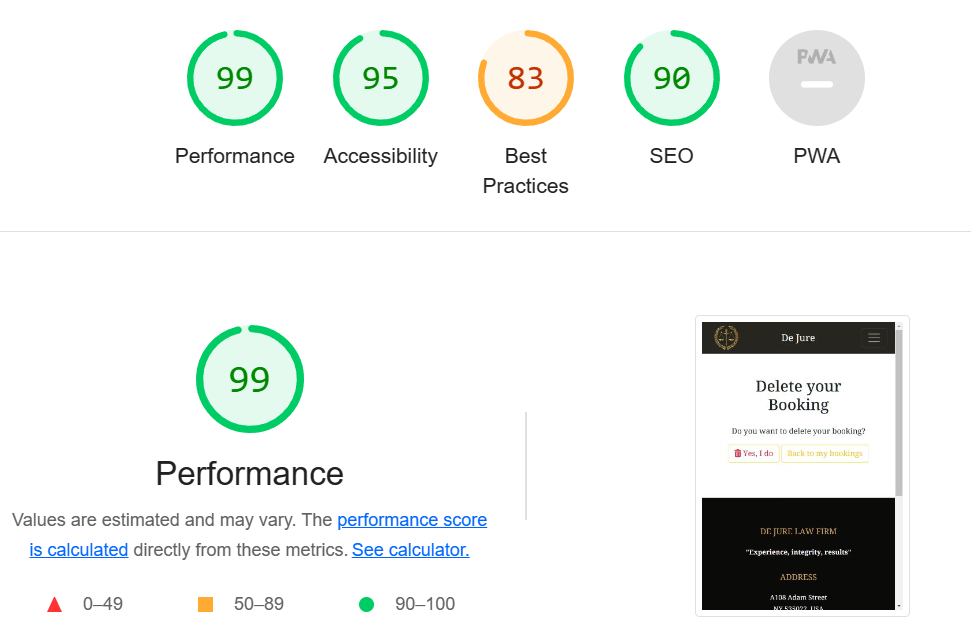 99
95
83
90
PWA
Performance
Accessibility
Best
Practices
SEO
PWA
99
Performance
Values are estimated and may vary. The performance score
is calculated directly from these metrics. See calculator.
0–49
50–89
90–100
De Jure
Delete your
Booking
Do you want to delete your booking?
Yes, I do
Back to my bookings
DE JURE LAW FIRM
"Experience, integrity, results"
ADDRESS
A108 Adam Street
NY 535022, USA